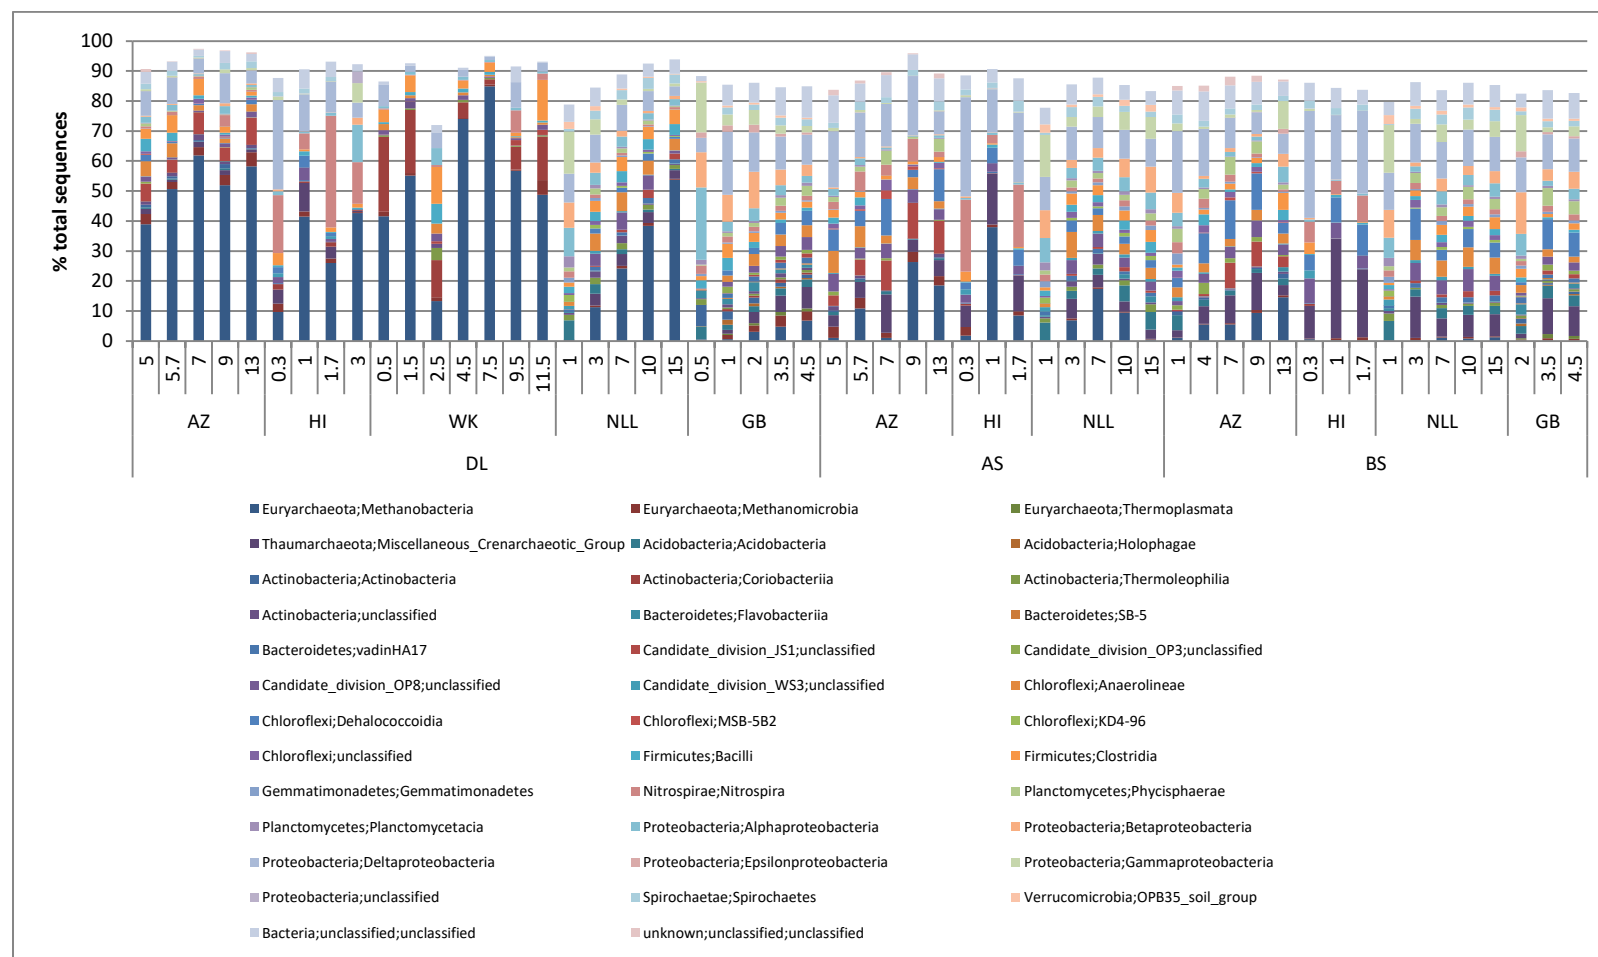 % total sequences
100
90
80
70
60
50
40
30
20
10
0
5 5.7 7 9 13 0.3 1 1.7 3 0.5 1.5 2.5 4.5 7.5 9.5 11.5 1 3 7 10 15 0.5 1 2 3.5 4.5 5 5.7 7 9 13 0.3 1 1.7 1 3 7 10 15 1 4 7 9 13 0.3 1 1.7 1 3 7 10 15 2 3.5 4.5
AZ HI WK NLL GB AZ HI NLL AZ HI NLL GB
DL AS BS
Euryarchaeota;Methanobacteria Euryarchaeota;Methanomicrobia Euryarchaeota;Thermoplasmata
Thaumarchaeota;Miscellaneous_Crenarchaeotic_Group Acidobacteria;Acidobacteria Acidobacteria;Holophagae
Actinobacteria;Actinobacteria Actinobacteria;Coriobacteriia Actinobacteria;Thermoleophilia
Actinobacteria;unclassified Bacteroidetes;Flavobacteriia Bacteroidetes;SB-5
Bacteroidetes;vadinHA17 Candidate_division_JS1;unclassified Candidate_division_OP3;unclassified
Candidate_division_OP8;unclassified Candidate_division_WS3;unclassified Chloroflexi;Anaerolineae
Chloroflexi;Dehalococcoidia Chloroflexi;MSB-5B2 Chloroflexi;KD4-96
Chloroflexi;unclassified Firmicutes;Bacilli Firmicutes;Clostridia
Gemmatimonadetes;Gemmatimonadetes Nitrospirae;Nitrospira Planctomycetes;Phycisphaerae
Planctomycetes;Planctomycetacia Proteobacteria;Alphaproteobacteria Proteobacteria;Betaproteobacteria
Proteobacteria;Deltaproteobacteria Proteobacteria;Epsilonproteobacteria Proteobacteria;Gammaproteobacteria
Proteobacteria;unclassified Spirochaetae;Spirochaetes Verrucomicrobia;OPB35_soil_group
Bacteria;unclassified;unclassified unknown;unclassified;unclassified